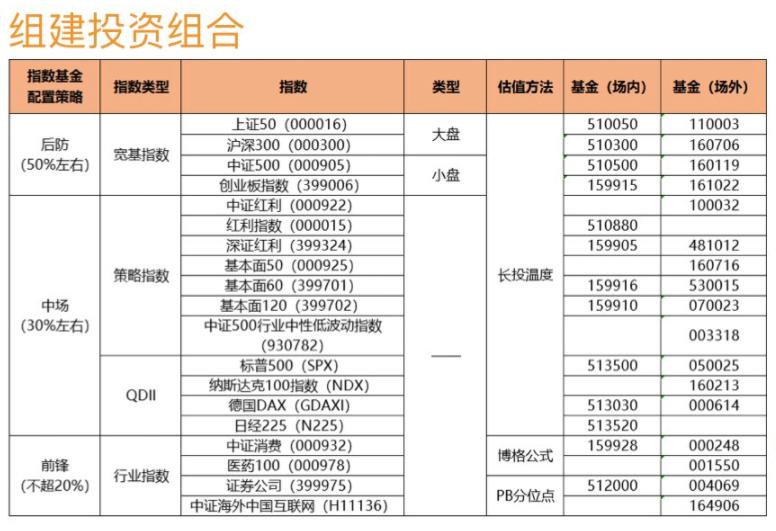 组建投资组合
指数基金
配置策略 指数类型 指数 类型 估值方法 基金（场内） 基金（场外）
后防
(50%左右) 宽基指数 上证50（000016） 大盘 长投温度 510050 110003
沪深300（000300） 510300 160706
中证500（000905） 小盘 510500 160119
创业板指数（399006） 159915 161022
中场
(30%左右) 策略指数 中证红利（000922） —— 100032
红利指数（000015） 510880
深证红利（399324） 159905 481012
基本面50（000925） 160716
基本面60（399701） 159916 530015
基本面120（399702） 159910 070023
中证500行业中性低波动指数
(930782) 003318
QDII 标普500（SPX） 513500 050025
纳斯达克100指数（NDX） 160213
德国DAX（GDAXI） 513030 000614
日经225（N225） 513520
前锋
(不超20%) 行业指数 中证消费（000932） 博格公式 159928 000248
医药100（000978） 001550
证券公司（399975） PB分位点 512000 004069
中证海外中国互联网（H11136） 164906